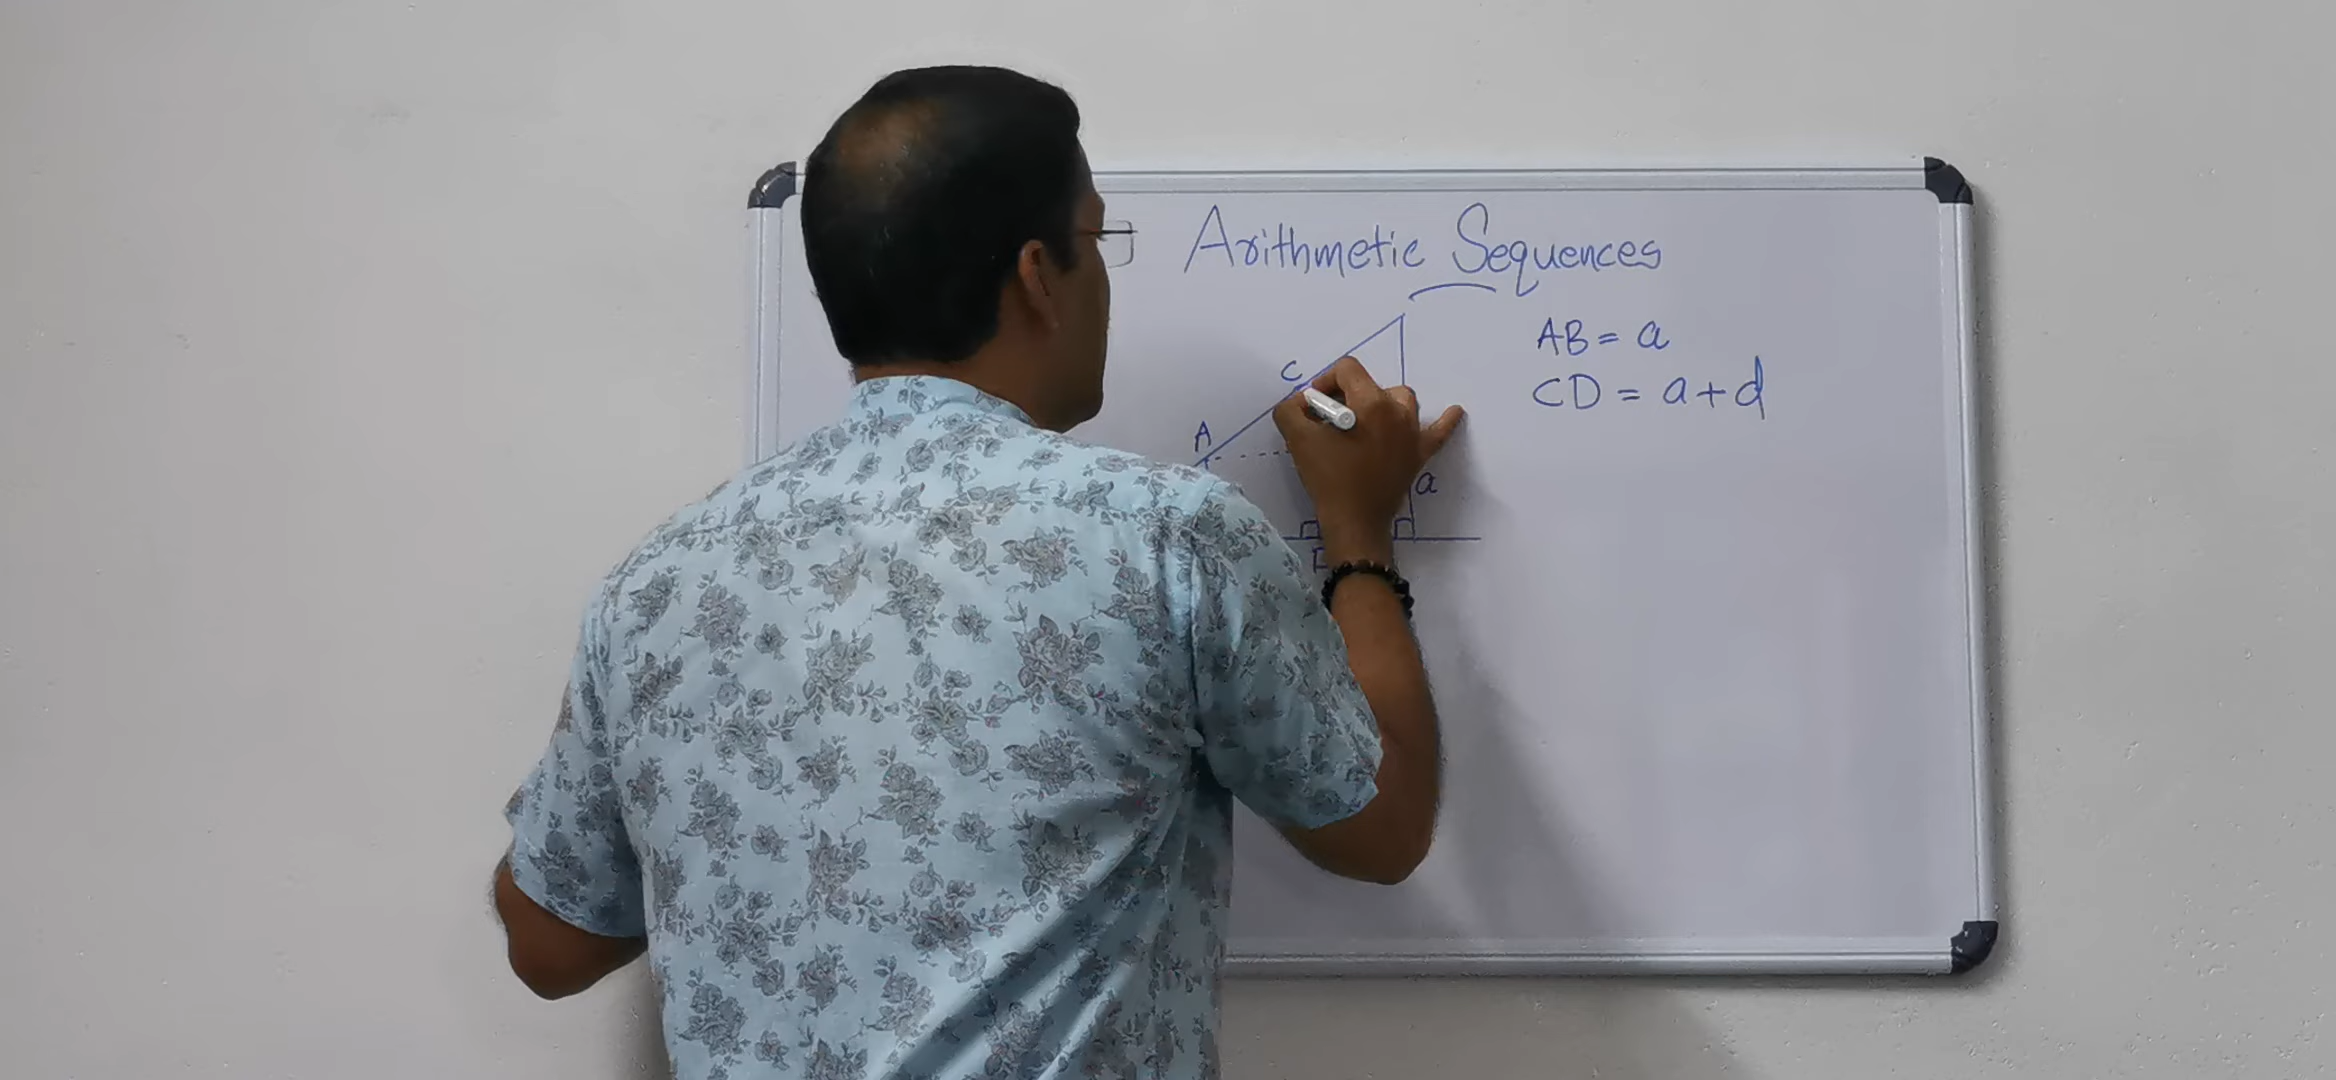 Arithmetic Sequences
AB = a
C
CD = a+d
A
a